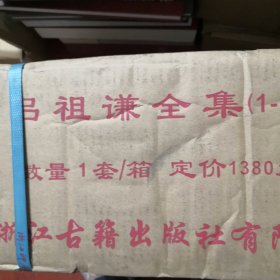 吕祖谦全集(1-
数量1套/箱 定价1380
浙江古籍出版社有